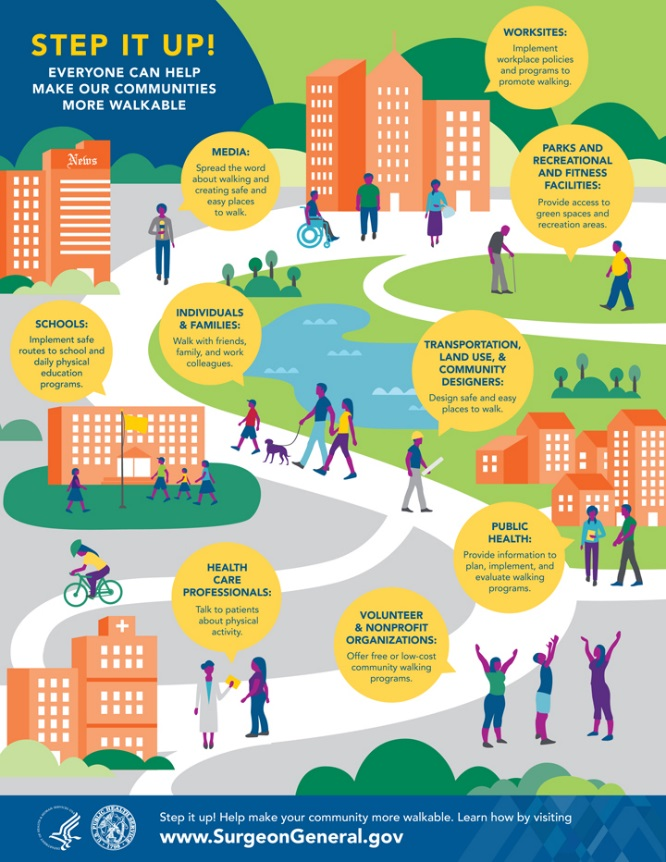 STEP IT UP!
EVERYONE CAN HELP
MAKE OUR COMMUNITIES
MORE WALKABLE
WORKSITES:
Implement
workplace policies
and programs to
promote walking.
News
MEDIA:
Spread the word
about walking and
creating safe and
easy places
to walk.
PARKS AND
RECREATIONAL
AND FITNESS
FACILITIES:
Provide access to
green spaces and
recreation areas.
SCHOOLS:
Implement safe
routes to school and
daily physical
education
programs.
INDIVIDUALS
& FAMILIES:
Walk with friends,
family, and work
colleagues.
TRANSPORTATION,
LAND USE, &
COMMUNITY
DESIGNERS:
Design safe and easy
places to walk.
PUBLIC
HEALTH:
Provide information to
plan, implement, and
evaluate walking
programs.
HEALTH
CARE
PROFESSIONALS:
Talk to patients
about physical
activity.
VOLUNTEER
& NONPROFIT
ORGANIZATIONS:
Offer free or low-cost
community walking
programs.
Step it up! Help make your community more walkable. Learn how by visiting
www.SurgeonGeneral.gov